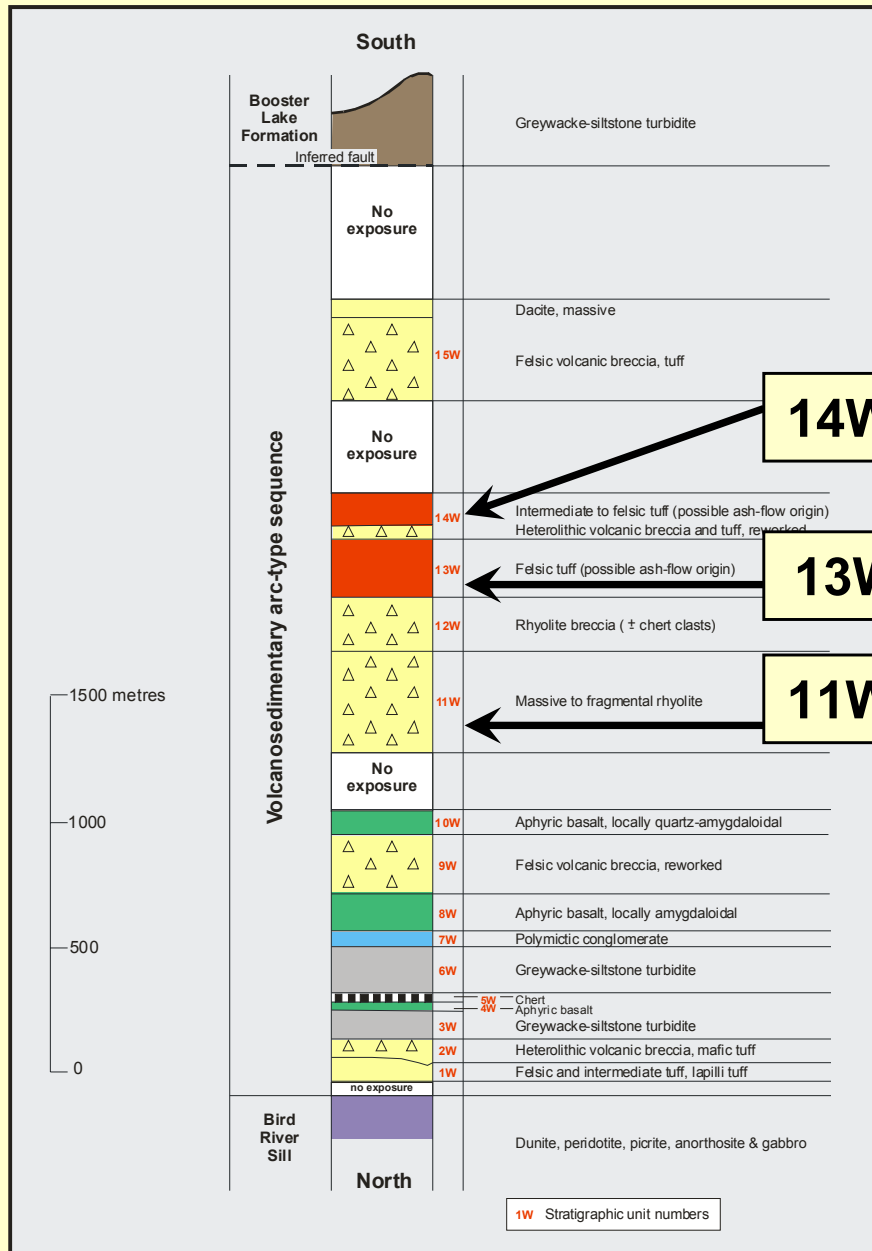 South
Booster
Lake
Formation
Greywacke-siltstone turbidite
Inferred fault
No
exposure
Dacite, massive
15W
Felsic volcanic breccia, tuff
No
exposure
14W
14W
Intermediate to felsic tuff (possible ash-flow origin)
Heterolithic volcanic breccia and tuff, reworked
13W
Felsic tuff (possible ash-flow origin)
13W
12W
Rhyolite breccia ( ± chert clasts)
Volcanosedimentary arc-type sequence
1500 metres
11W
Massive to fragmental rhyolite
11W
No
exposure
1000
10W
Aphyric basalt, locally quartz-amygdaloidal
9W
Felsic volcanic breccia, reworked
8W
Aphyric basalt, locally amygdaloidal
500
7W
Polymictic conglomerate
6W
Greywacke-siltstone turbidite
5W
Chert
4W
Aphyric basalt
3W
Greywacke-siltstone turbidite
2W
Heterolithic volcanic breccia, mafic tuff
0
1W
Felsic and intermediate tuff, lapilli tuff
no exposure
Bird
River
Sill
Dunite, peridotite, picrite, anorthosite & gabbro
North
1W Stratigraphic unit numbers